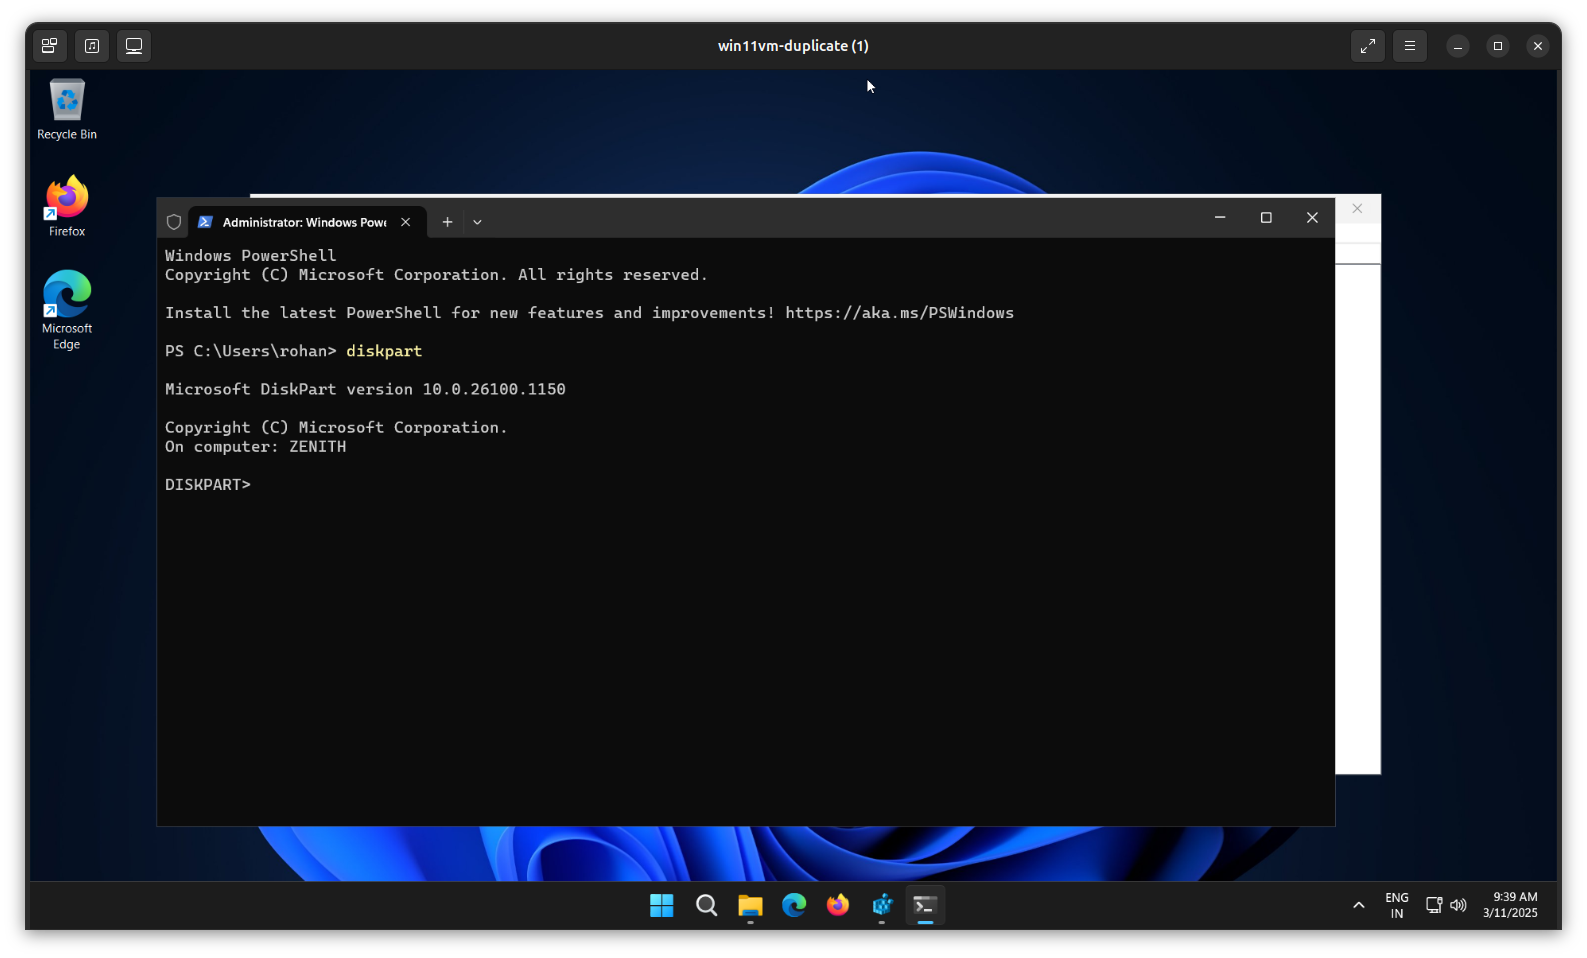 win11vm-duplicate (1)
Recycle Bin
Firefox
Microsoft
Edge
Administrator: Windows Powe
Windows PowerShell
Copyright (C) Microsoft Corporation. All rights reserved.
Install the latest PowerShell for new features and improvements! https://aka.ms/PSWindows
PS C:\Users\rohan> diskpart
Microsoft DiskPart version 10.0.26100.1150
Copyright (C) Microsoft Corporation.
On computer: ZENITH
DISKPART>
ENG
IN
9:39 AM
3/11/2025